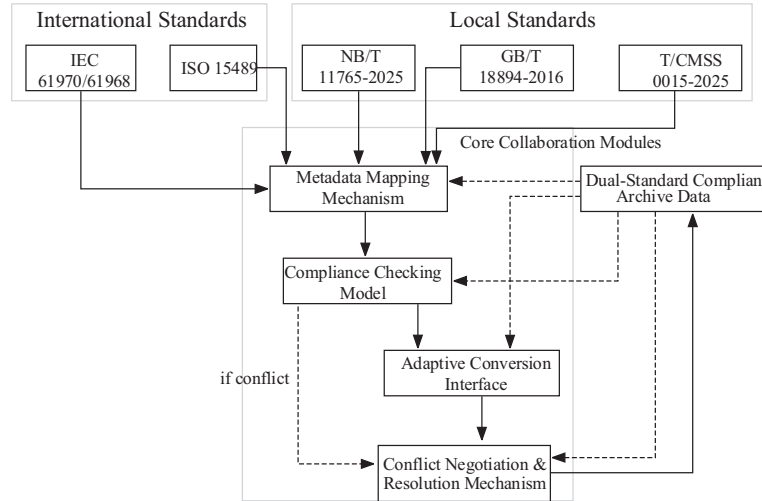 International Standards
Local Standards
IEC
61970/61968
ISO 15489
NB/T
11765-2025
GB/T
18894-2016
T/CMSS
0015-2025
Core Collaboration Modules
Metadata Mapping
Mechanism
Dual-Standard Complian
Archive Data
Compliance Checking
Model
if conflict
Adaptive Conversion
Interface
Conflict Negotiation &
Resolution Mechanism